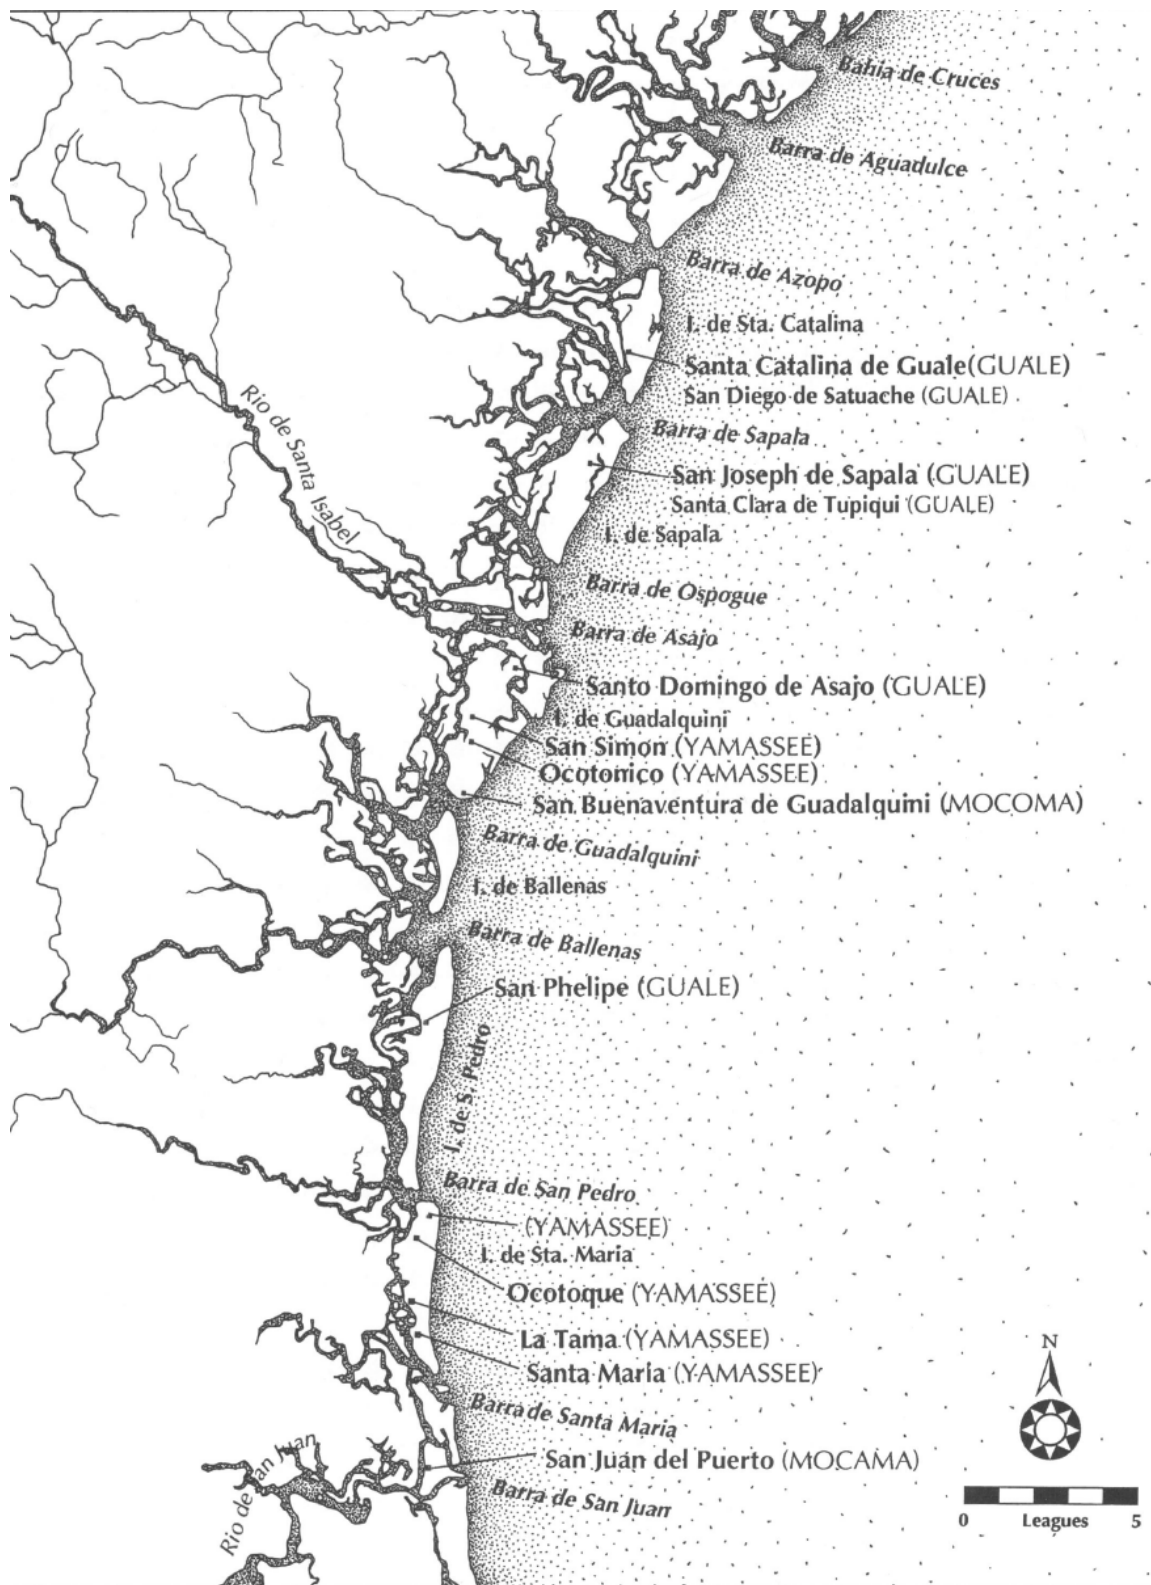 Bahia de Cruces
Barra de Aguadulce
Barra de Azopo
I. de Sta. Catalina
Santa Catalina de Guale(GUALE)
San Diego de Satuache (GUALE)
Barra de Sapala
Rio de Santa Isabel
San Joseph de Sapala (GUALE)
Santa Clara de Tupiqui (GUALE)
I. de Sapala
Barra de Ospogue
Barra de Asajo
Santo Domingo de Asajo (GUALE)
I. de Guadalquini
San Simon (YAMASSEE)
Ocotonico (YAMASSEE)
San Buenaventura de Guadalquini (MOCOMA)
Barra de Guadalquini
I. de Ballenas
Barra de Ballenas
San Phelipe (GUALE)
I. de S. Pedro
Barra de San Pedro
(YAMASSEE)
I. de Sta. Maria
Ocotoque (YAMASSEE)
La Tama (YAMASSEE)
Santa Maria (YAMASSEE)
N
Barra de Santa Maria
San Juan del Puerto (MOCAMA)
Rio de San Juan
Barra de San Juan
0 Leagues 5